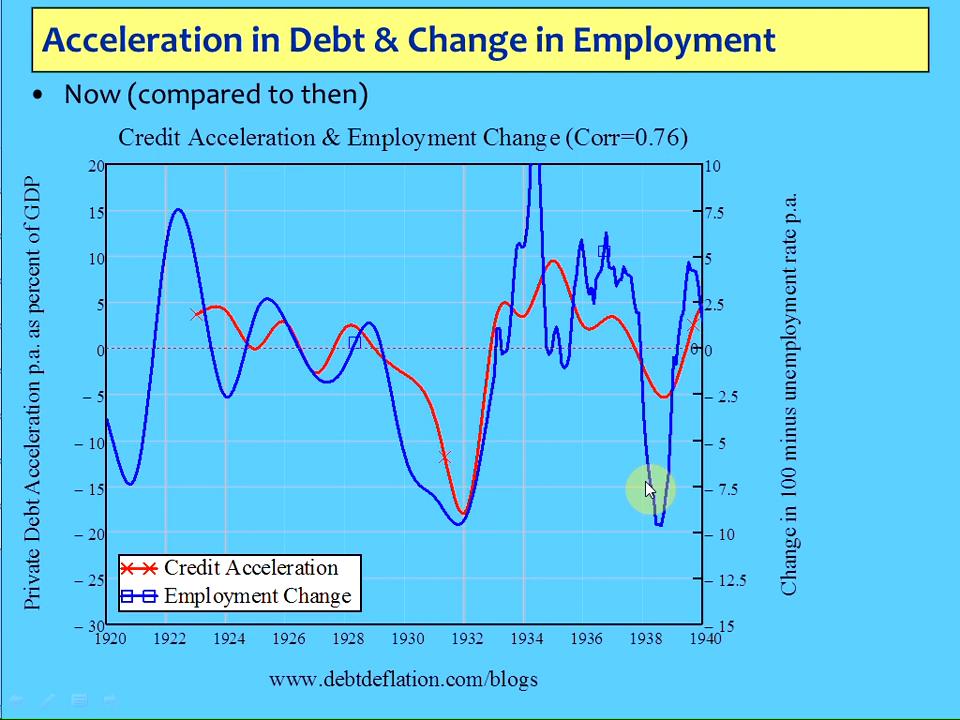 Acceleration in Debt & Change in Employment
• Now (compared to then)
Credit Acceleration & Employment Change (Corr=0.76)
Private Debt Acceleration p.a. as percent of GDP
20
15
10
5
0
– 5
– 10
– 15
– 20
– 25
– 30
10
7.5
5
2.5
0
0
– 2.5
– 5
– 7.5
– 10
– 12.5
– 15
Change in 100 minus unemployment rate p.a.
Credit Acceleration
Employment Change
1920 1922 1924 1926 1928 1930 1932 1934 1936 1938 1940
www.debtdeflation.com/blogs